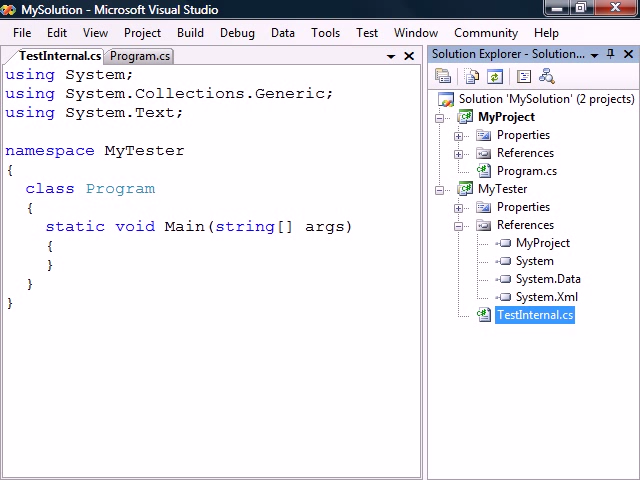 MySolution - Microsoft Visual Studio
File Edit View Project Build Debug Data Tools Test Window Community Help
TestInternal.cs Program.cs
using System;
using System.Collections.Generic;
using System.Text;
namespace MyTester
{
class Program
{
static void Main(string[] args)
{
}
}
}
Solution Explorer - Solution...
Solution 'MySolution' (2 projects)
MyProject
Properties
References
Program.cs
MyTester
Properties
References
MyProject
System
System.Data
System.Xml
TestInternal.cs